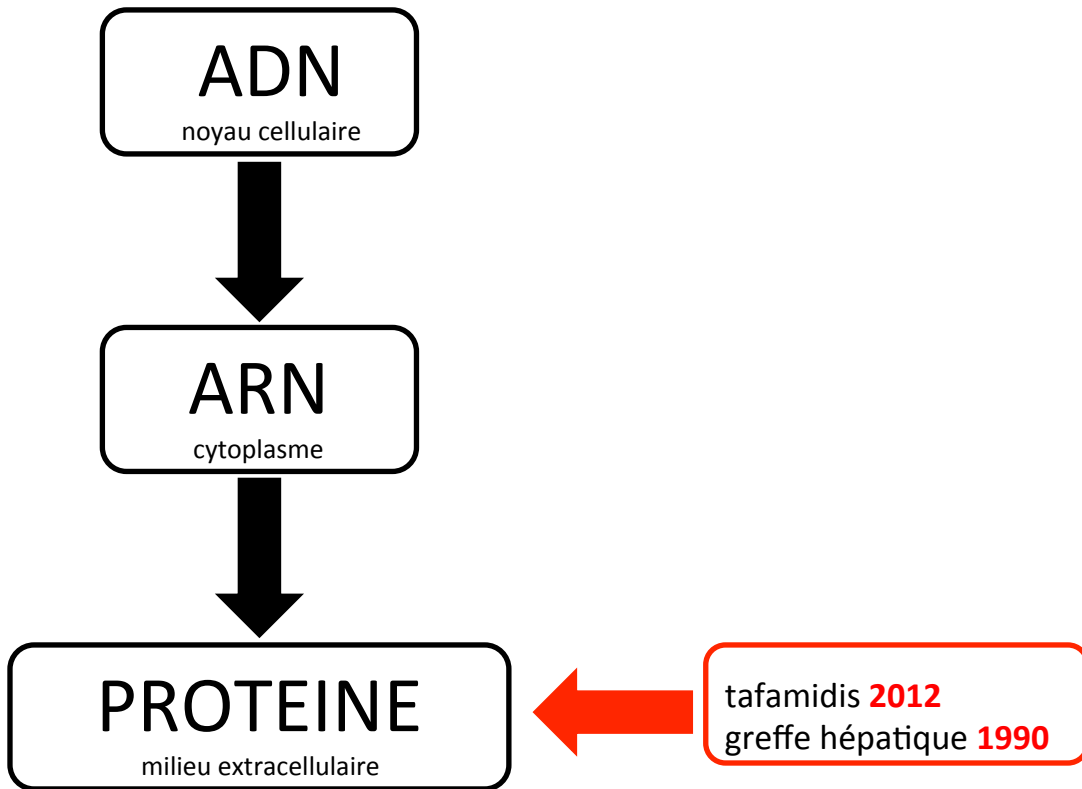 ADN
noyau cellulaire
ARN
cytoplasme
PROTEINE
milieu extracellulaire
tafamidis 2012
greffe hépatique 1990